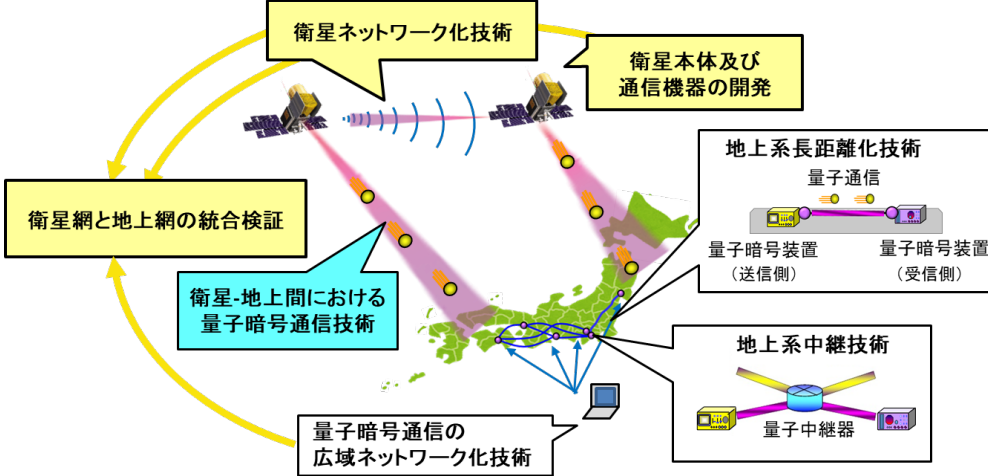 衛星ネットワーク化技術
衛星本体及び
通信機器の開発
地上系長距離化技術
量子通信
量子暗号装置
（送信側）
量子暗号装置
（受信側）
衛星網と地上網の統合検証
衛星-地上間における
量子暗号通信技術
地上系中継技術
量子中継器
量子暗号通信の
広域ネットワーク化技術